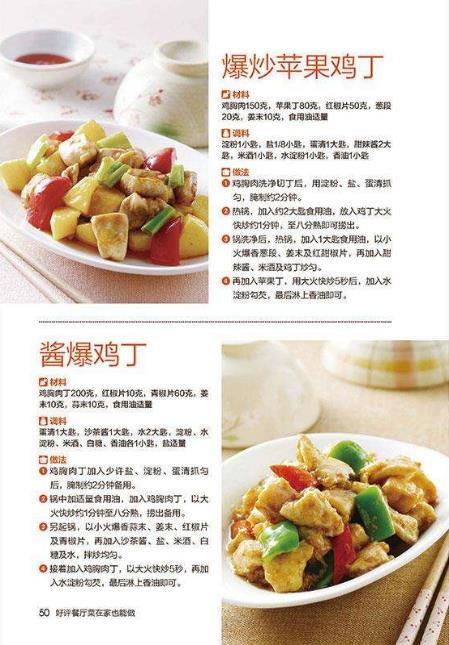 爆炒苹果鸡丁
材料
鸡胸肉150克，苹果丁80克，红椒片50克，葱段
20克，姜末10克，食用油适量
调料
淀粉1小匙，盐1/8小匙，蛋清1大匙，甜辣酱2大
匙，米酒1小匙，水淀粉1小匙，香油1小匙
做法
1 鸡胸肉洗净切丁后，用淀粉、盐、蛋清抓
匀，腌制约2分钟。
2 热锅，加入约2大匙食用油，放入鸡丁大火
快炒约1分钟，至八分熟即可捞出。
3 锅洗净后，热锅，加入1大匙食用油，以小
火爆香葱段、姜末及红甜椒片，再加入甜
辣酱、米酒及鸡丁炒匀。
4 再加入苹果丁，用大火快炒5秒后，加入水
淀粉勾芡，最后淋上香油即可。
酱爆鸡丁
材料
鸡胸肉丁200克，红椒片10克，青椒片60克，姜
末10克，蒜末10克，食用油适量
调料
蛋清1大匙，沙茶酱1大匙，水2大匙，淀粉、水
淀粉、米酒、白糖、香油各1小匙，盐适量
做法
1 鸡胸肉丁加入少许盐、淀粉、蛋清抓匀
后，腌制约2分钟备用。
2 锅中加适量食用油，加入鸡胸肉丁，以大
火快炒约1分钟至八分熟，捞出备用。
3 另起锅，以小火爆香蒜末、姜末、红椒片
及青椒片，再加入沙茶酱、盐、米酒、白
糖及水，拌炒均匀。
4 接着加入鸡胸肉丁，以大火快炒5秒，再加
入水淀粉勾芡，最后淋上香油即可。
50 好评餐厅菜在家也能做